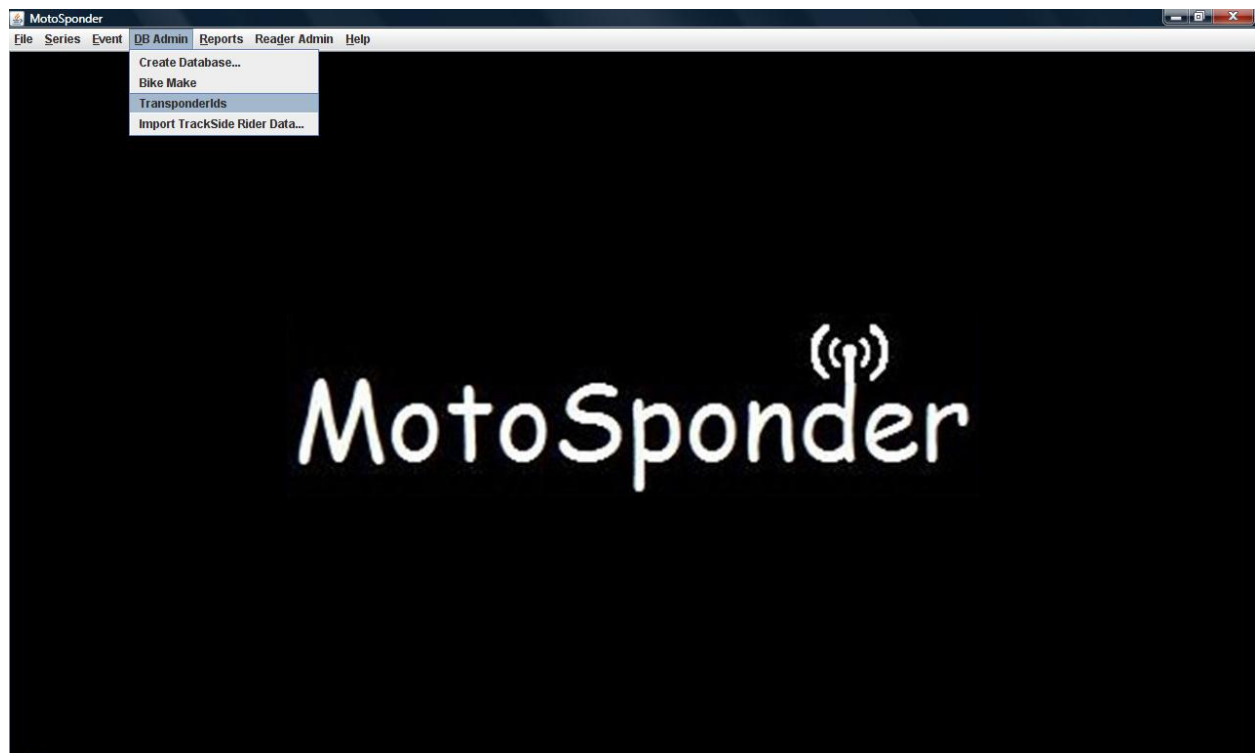 MotoSponder
File Series Event DB Admin Reports Reader Admin Help
Create Database...
Bike Make
TransponderIds
Import TrackSide Rider Data...
MotoSponder